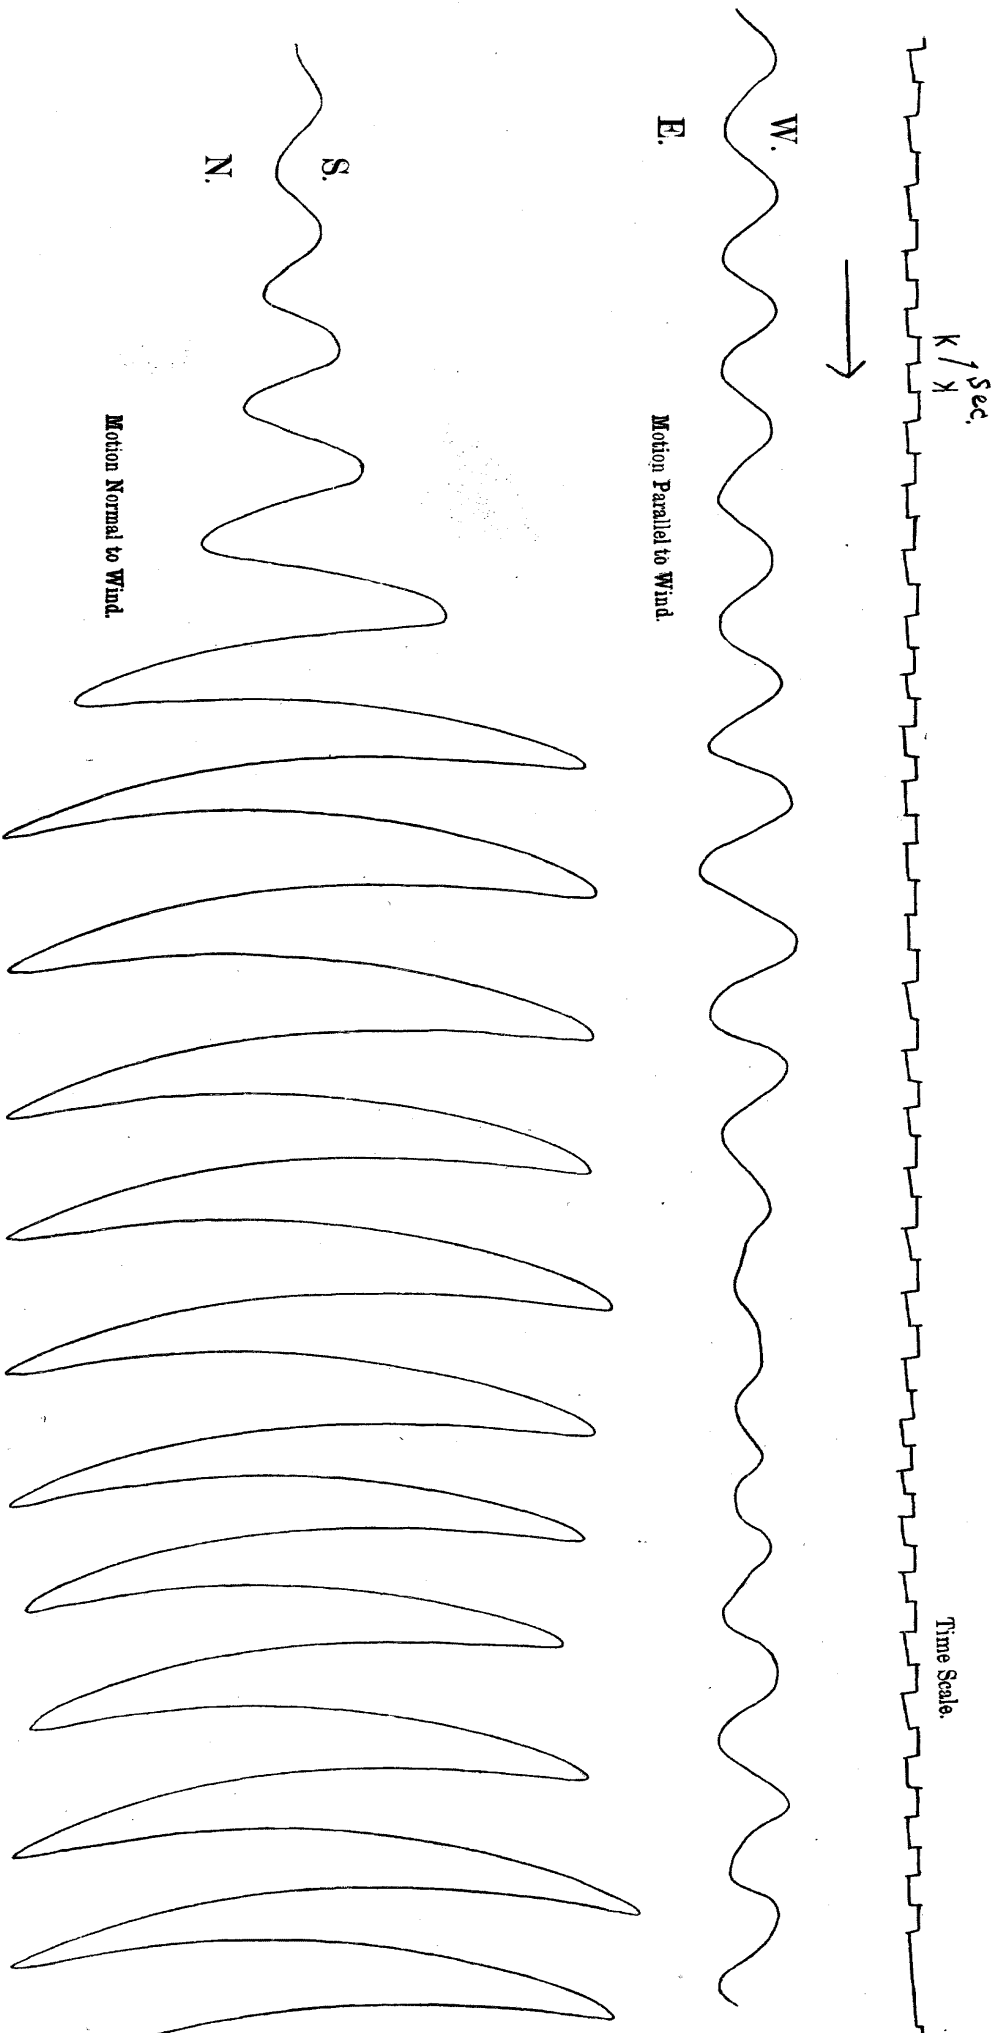 1 Sec.
Time Scale.
W.
E.
Motion Parallel to Wind.
S.
N.
Motion Normal to Wind.